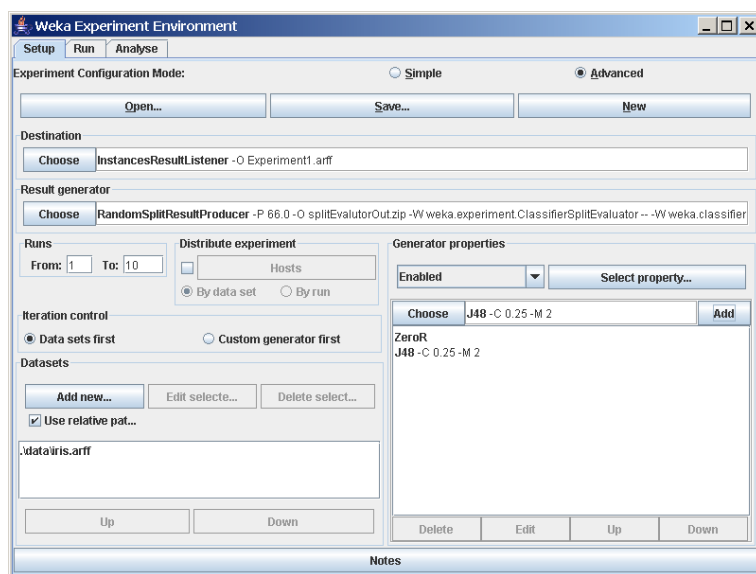 Weka Experiment Environment
Setup Run Analyse
Experiment Configuration Mode: Simple Advanced
Open... Save... New
Destination
Choose InstancesResultListener -O Experiment1.arff
Result generator
Choose RandomSplitResultProducer -P 66.0 -O splitEvalutorOut.zip -W weka.experiment.ClassifierSplitEvaluator -- -W weka.classifier
Runs
From: 1 To: 10
Distribute experiment
Hosts
By data set By run
Generator properties
Enabled Select property...
Choose J48 -C 0.25 -M 2 Add
ZeroR
J48 -C 0.25 -M 2
Iteration control
Data sets first Custom generator first
Datasets
Add new... Edit selecte... Delete select...
Use relative pat...
.\data\iris.arff
Up Down
Delete Edit Up Down
Notes